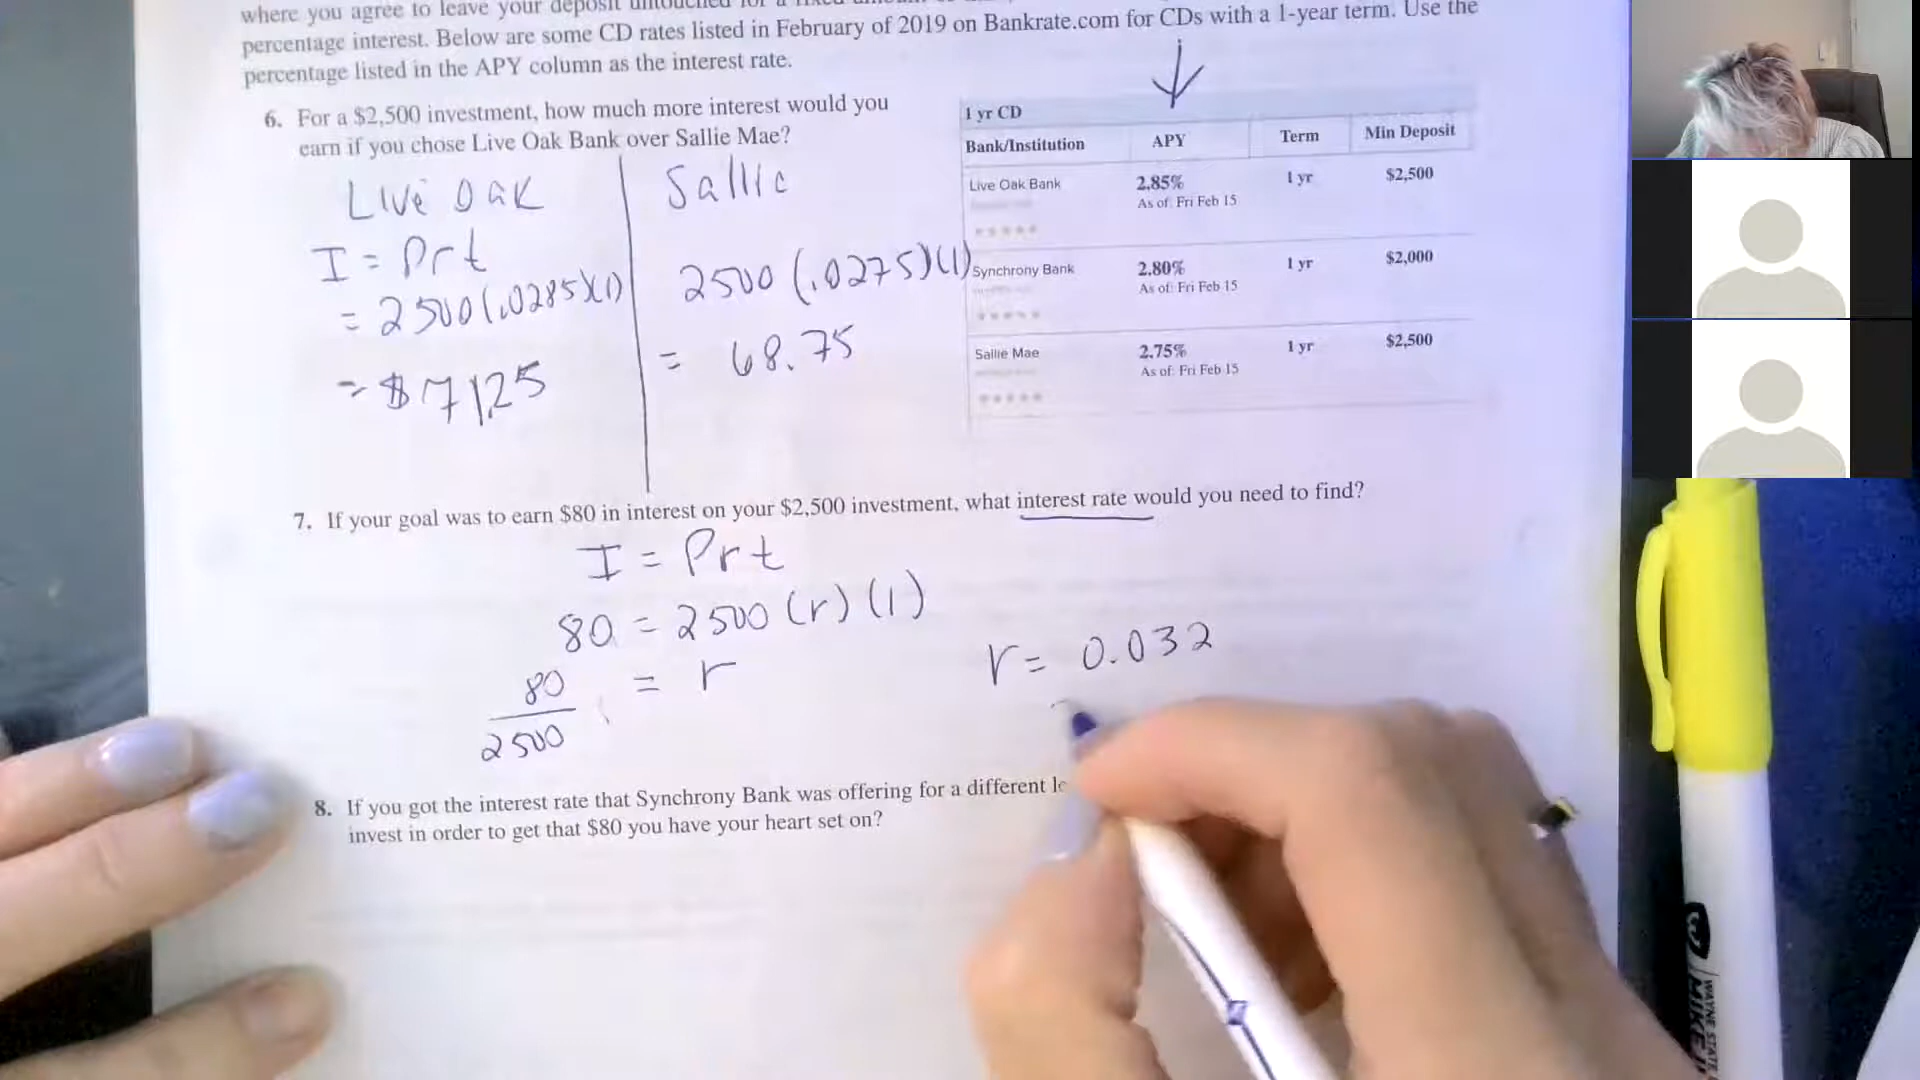 where you agree to leave your deposit untouched for a fixed amount
percentage interest. Below are some CD rates listed in February of 2019 on Bankrate.com for CDs with a 1-year term. Use the
percentage listed in the APY column as the interest rate.
6. For a $2,500 investment, how much more interest would you
earn if you chose Live Oak Bank over Sallie Mae?
Live Oak
I = Prt
= 2500(.0285)(1)
= $71.25
Sallie
2500 (.0275)(1)
= 68.75
1 yr CD
Bank/Institution APY Term Min Deposit
Live Oak Bank 2.85% 1 yr $2,500
As of: Fri Feb 15
Synchrony Bank 2.80% 1 yr $2,000
As of: Fri Feb 15
Sallie Mae 2.75% 1 yr $2,500
As of: Fri Feb 15
7. If your goal was to earn $80 in interest on your $2,500 investment, what interest rate would you need to find?
I = Prt
80 = 2500 (r) (1)
80
2500
= r
r = 0.032
8. If you got the interest rate that Synchrony Bank was offering for a different
invest in order to get that $80 you have your heart set on?
WAYNE STATE